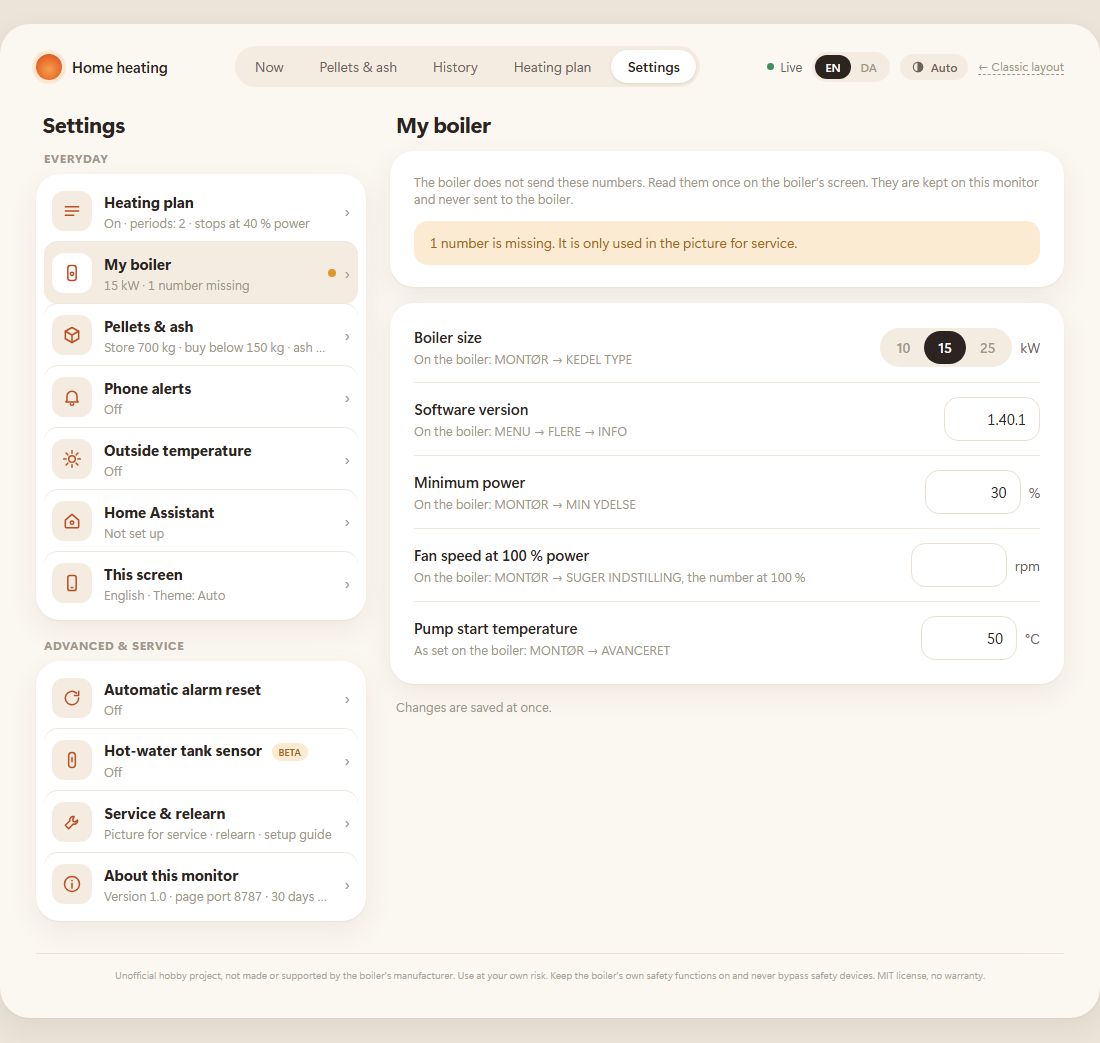 Home heating
Now
Pellets & ash
History
Heating plan
Settings
Live
EN
DA
Auto
← Classic layout
Settings
EVERYDAY
Heating plan
On · periods: 2 · stops at 40 % power
›
My boiler
15 kW · 1 number missing
›
Pellets & ash
Store 700 kg · buy below 150 kg · ash ...
›
Phone alerts
Off
›
Outside temperature
Off
›
Home Assistant
Not set up
›
This screen
English · Theme: Auto
›
ADVANCED & SERVICE
Automatic alarm reset
Off
›
Hot-water tank sensor BETA
Off
›
Service & relearn
Picture for service · relearn · setup guide
›
About this monitor
Version 1.0 · page port 8787 · 30 days ...
›
My boiler
The boiler does not send these numbers. Read them once on the boiler's screen. They are kept on this monitor
and never sent to the boiler.
1 number is missing. It is only used in the picture for service.
Boiler size
On the boiler: MONTØR → KEDEL TYPE
10 15 25 kW
Software version
On the boiler: MENU → FLERE → INFO
1.40.1
Minimum power
On the boiler: MONTØR → MIN YDELSE
30 %
Fan speed at 100 % power
On the boiler: MONTØR → SUGER INDSTILLING, the number at 100 %
rpm
Pump start temperature
As set on the boiler: MONTØR → AVANCERET
50 °C
Changes are saved at once.
Unofficial hobby project, not made or supported by the boiler's manufacturer. Use at your own risk. Keep the boiler's own safety functions on and never bypass safety devices. MIT license, no warranty.